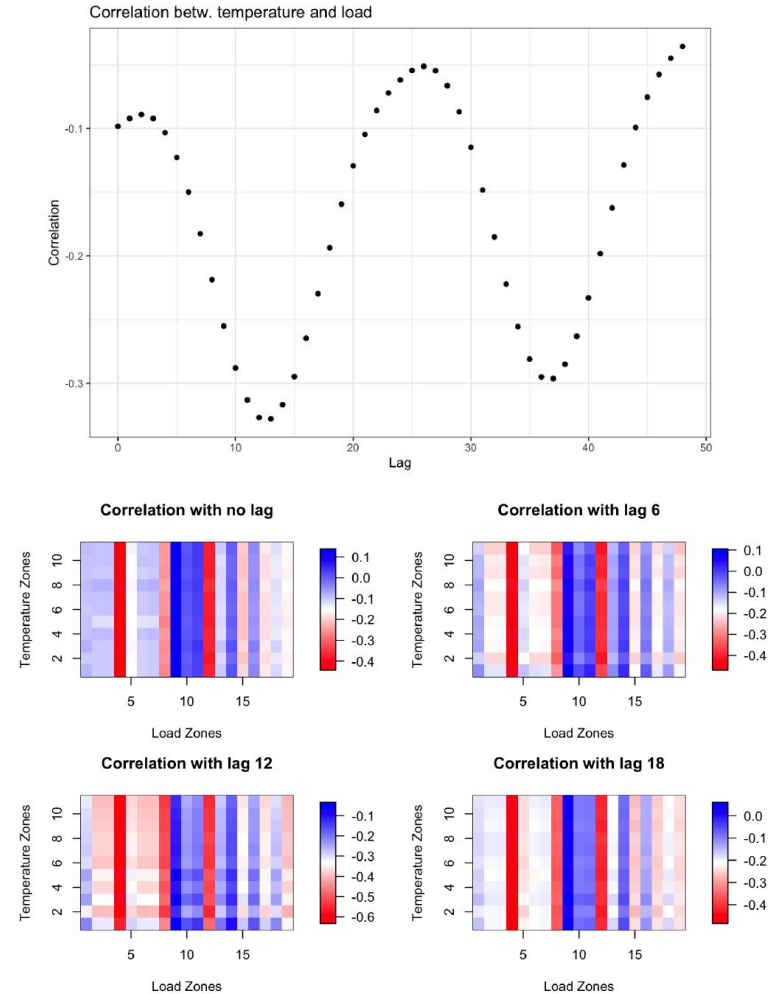 Correlation betw. temperature and load
Correlation
-0.1
-0.2
-0.3
0 10 20 30 40 50
Lag
Correlation with no lag
Temperature Zones
10
8
6
4
2
5 10 15
Load Zones
0.1
0.0
-0.1
-0.2
-0.3
-0.4
Correlation with lag 6
Temperature Zones
10
8
6
4
2
5 10 15
Load Zones
0.1
0.0
-0.1
-0.2
-0.3
-0.4
Correlation with lag 12
Temperature Zones
10
8
6
4
2
5 10 15
Load Zones
-0.1
-0.2
-0.3
-0.4
-0.5
-0.6
Correlation with lag 18
Temperature Zones
10
8
6
4
2
5 10 15
Load Zones
0.0
-0.1
-0.2
-0.3
-0.4